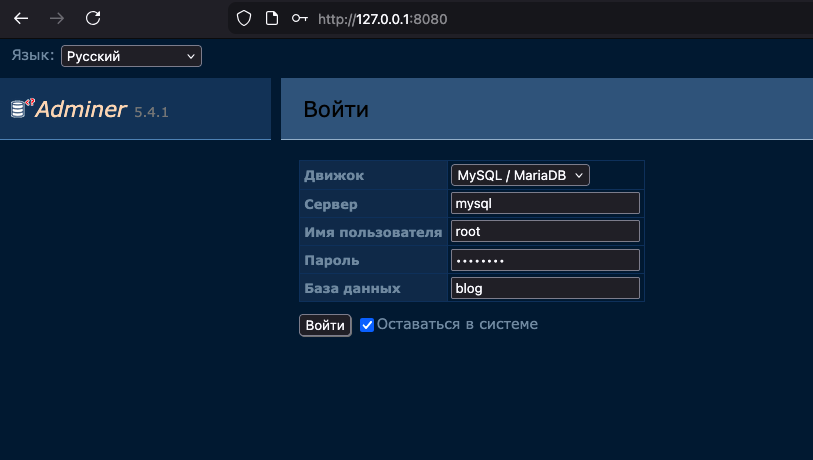 http://127.0.0.1:8080
Язык: Русский
Adminer 5.4.1
Войти
Движок MySQL / MariaDB
Сервер mysql
Имя пользователя root
Пароль ••••••••
База данных blog
Войти Оставаться в системе